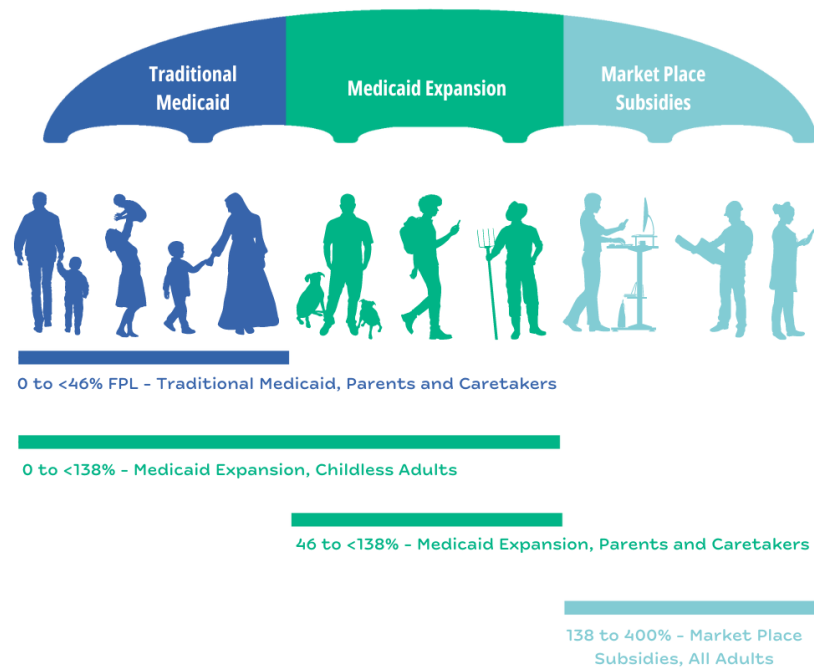 Traditional
Medicaid
Medicaid Expansion
Market Place
Subsidies
0 to <46% FPL - Traditional Medicaid, Parents and Caretakers
0 to <138% - Medicaid Expansion, Childless Adults
46 to <138% - Medicaid Expansion, Parents and Caretakers
138 to 400% - Market Place
Subsidies, All Adults